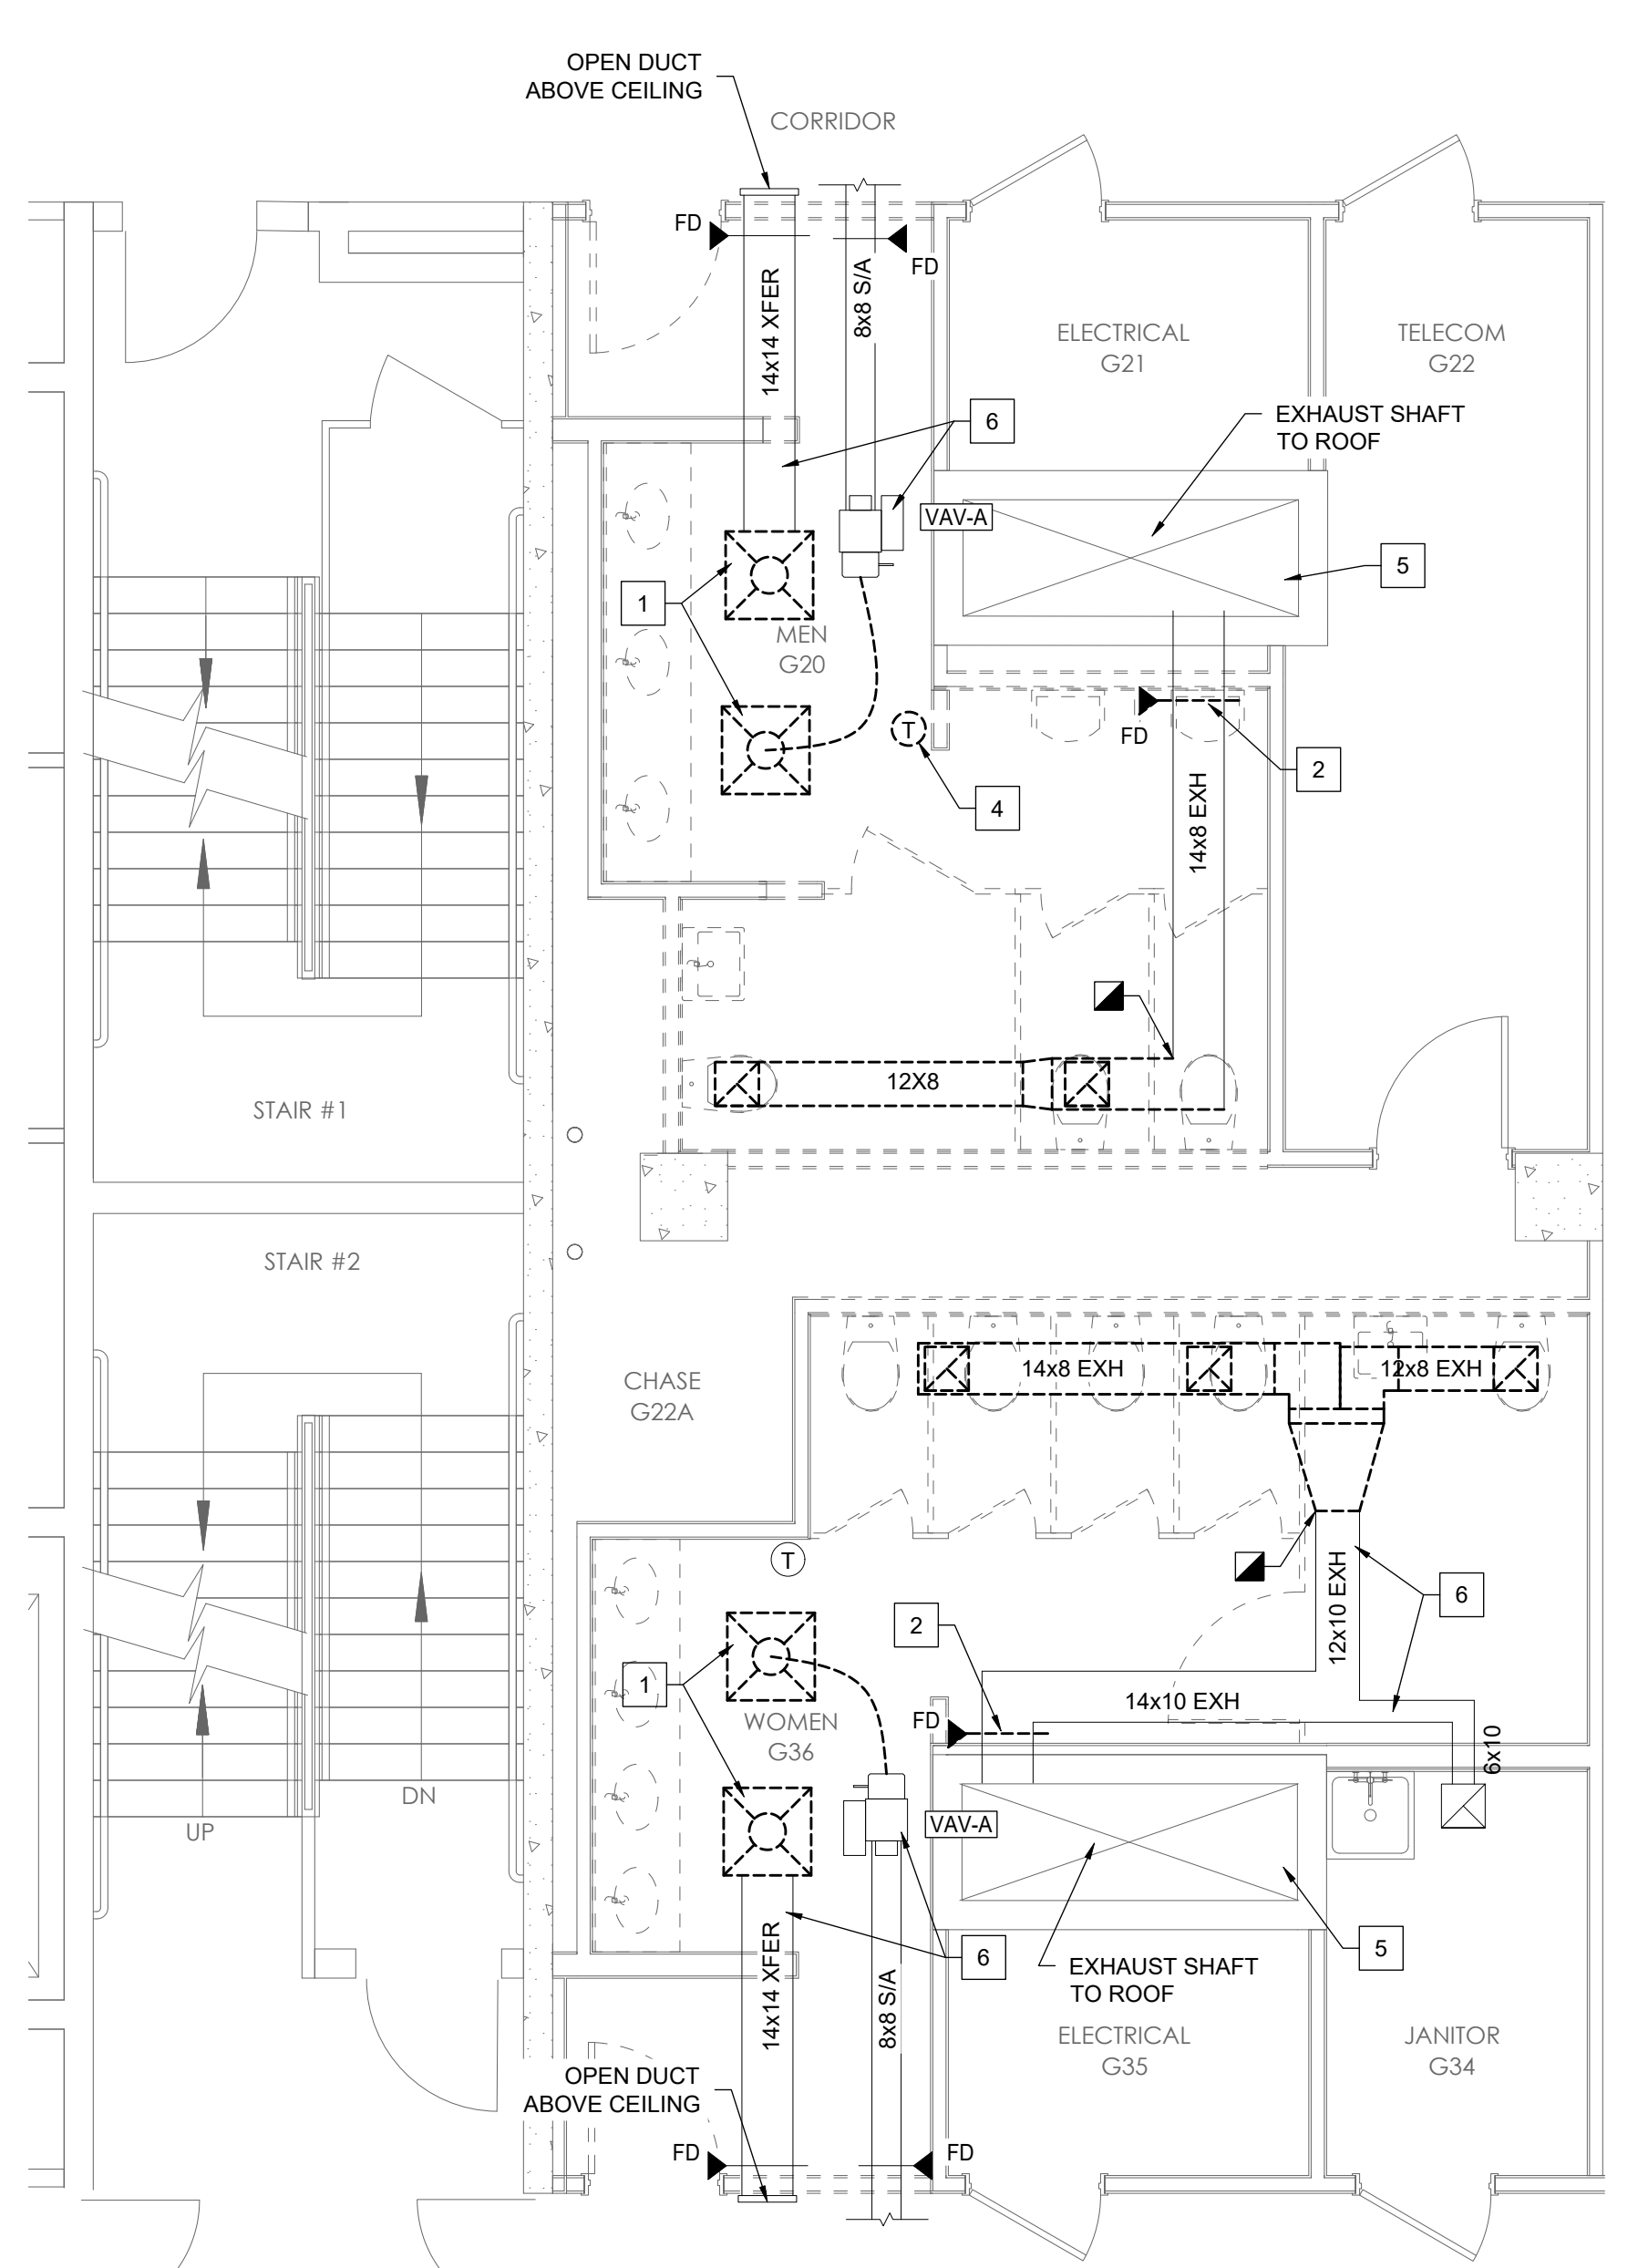 OPEN DUCT
ABOVE CEILING
CORRIDOR
FD
FD
14x14 XFER
8x8 S/A
ELECTRICAL
G21
TELECOM
G22
6
EXHAUST SHAFT
TO ROOF
VAV-A
5
1
MEN
G20
T
FD
2
4
14x8 EXH
12X8
STAIR #1
STAIR #2
CHASE
G22A
14x8 EXH
12x8 EXH
T
12x10 EXH
6
2
1
14x10 EXH
WOMEN
G36
FD
6x10
DN
UP
VAV-A
5
6
EXHAUST SHAFT
TO ROOF
14x14 XFER
8x8 S/A
ELECTRICAL
G35
JANITOR
G34
OPEN DUCT
ABOVE CEILING
FD
FD